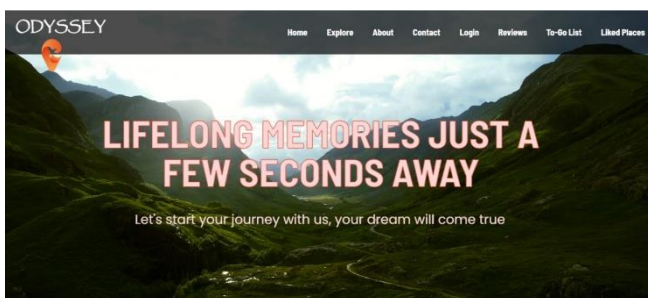 ODYSSEY
Home Explore About Contact Login Reviews To-Go List Liked Places
LIFELONG MEMORIES JUST A
FEW SECONDS AWAY
Let's start your journey with us, your dream will come true